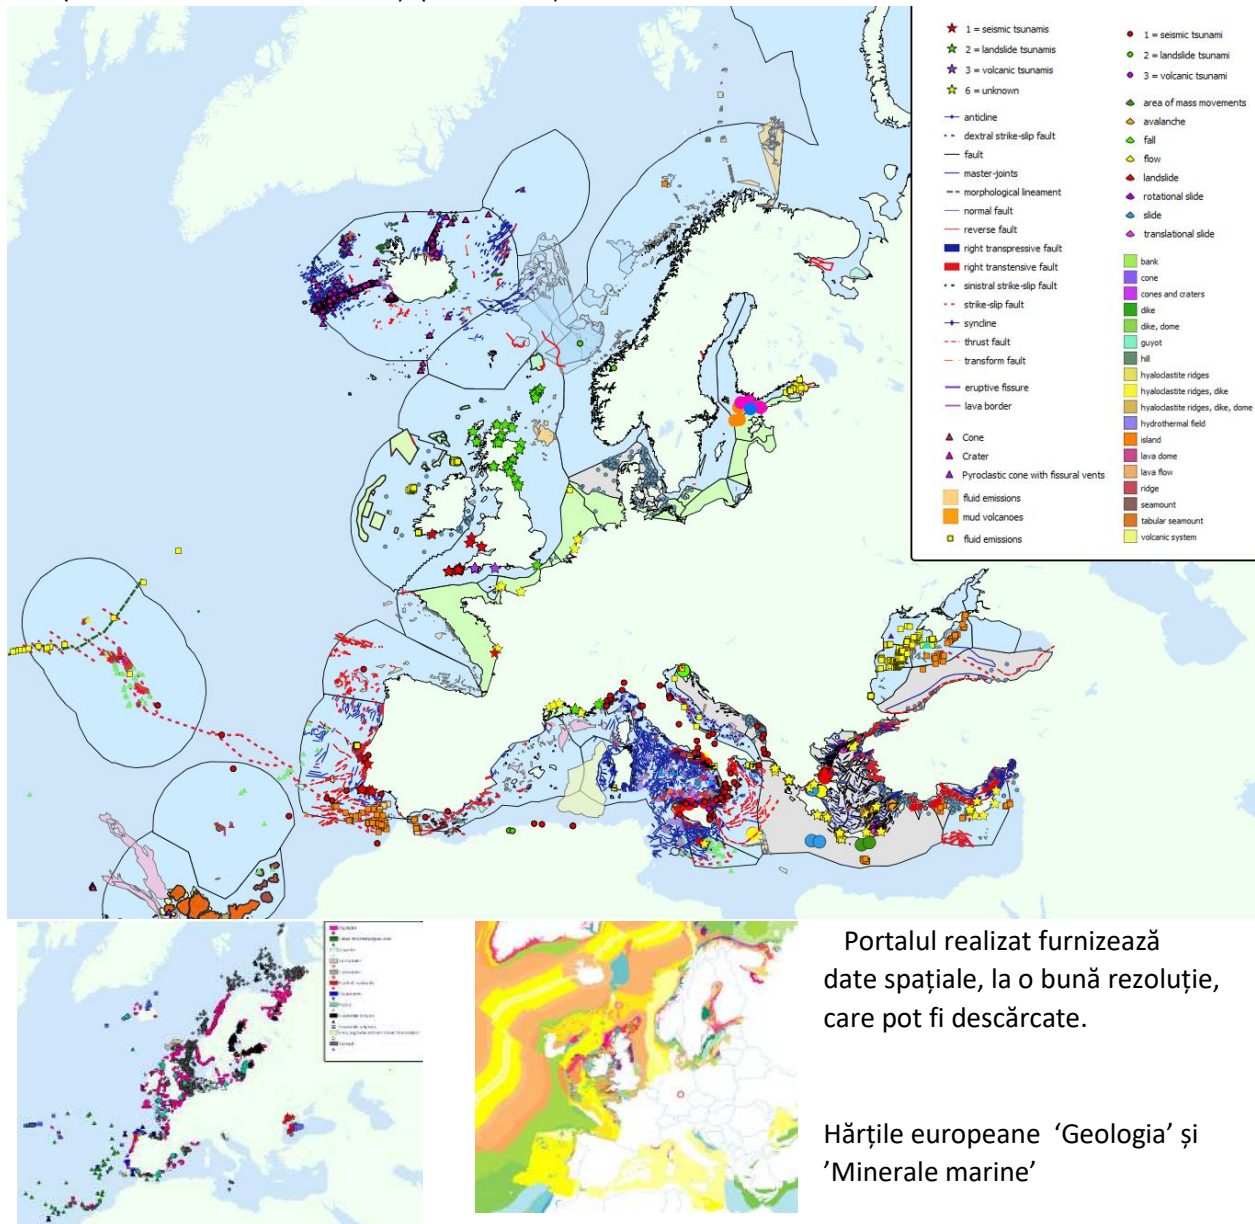 1 = seismic tsunamis
2 = landslide tsunamis
3 = volcanic tsunamis
6 = unknown
anticline
dextral strike-slip fault
fault
master-joints
morphological lineament
normal fault
reverse fault
right transpressive fault
right transtensive fault
sinistral strike-slip fault
strike-slip fault
syncline
thrust fault
transform fault
eruptive fissure
lava border
Cone
Crater
Pyroclastic cone with fissural vents
fluid emissions
mud volcanoes
fluid emissions
1 = seismic tsunami
2 = landslide tsunami
3 = volcanic tsunami
area of mass movements
avalanche
fall
flow
landslide
rotational slide
slide
translational slide
bank
cone
cones and craters
dike
dike, dome
guyot
hill
hyaloclastite ridges
hyaloclastite ridges, dike
hyaloclastite ridges, dike, dome
hydrothermal field
island
lava dome
lava flow
ridge
seamount
tabular seamount
volcanic system
Portalul realizat furnizează
date spațiale, la o bună rezoluție,
care pot fi descărcate.
Hărțile europene ‘Geologia’ și
’Minerale marine’